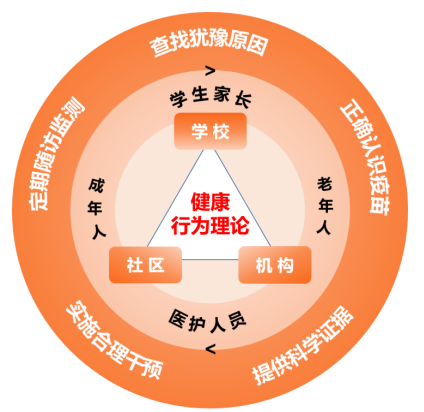 查找犹豫原因
正确认识疫苗
提供科学证据
实施合理干预
定期随访监测
>
学生家长
老年人
医护人员
<
成年人
学校
健康
行为理论
社区
机构